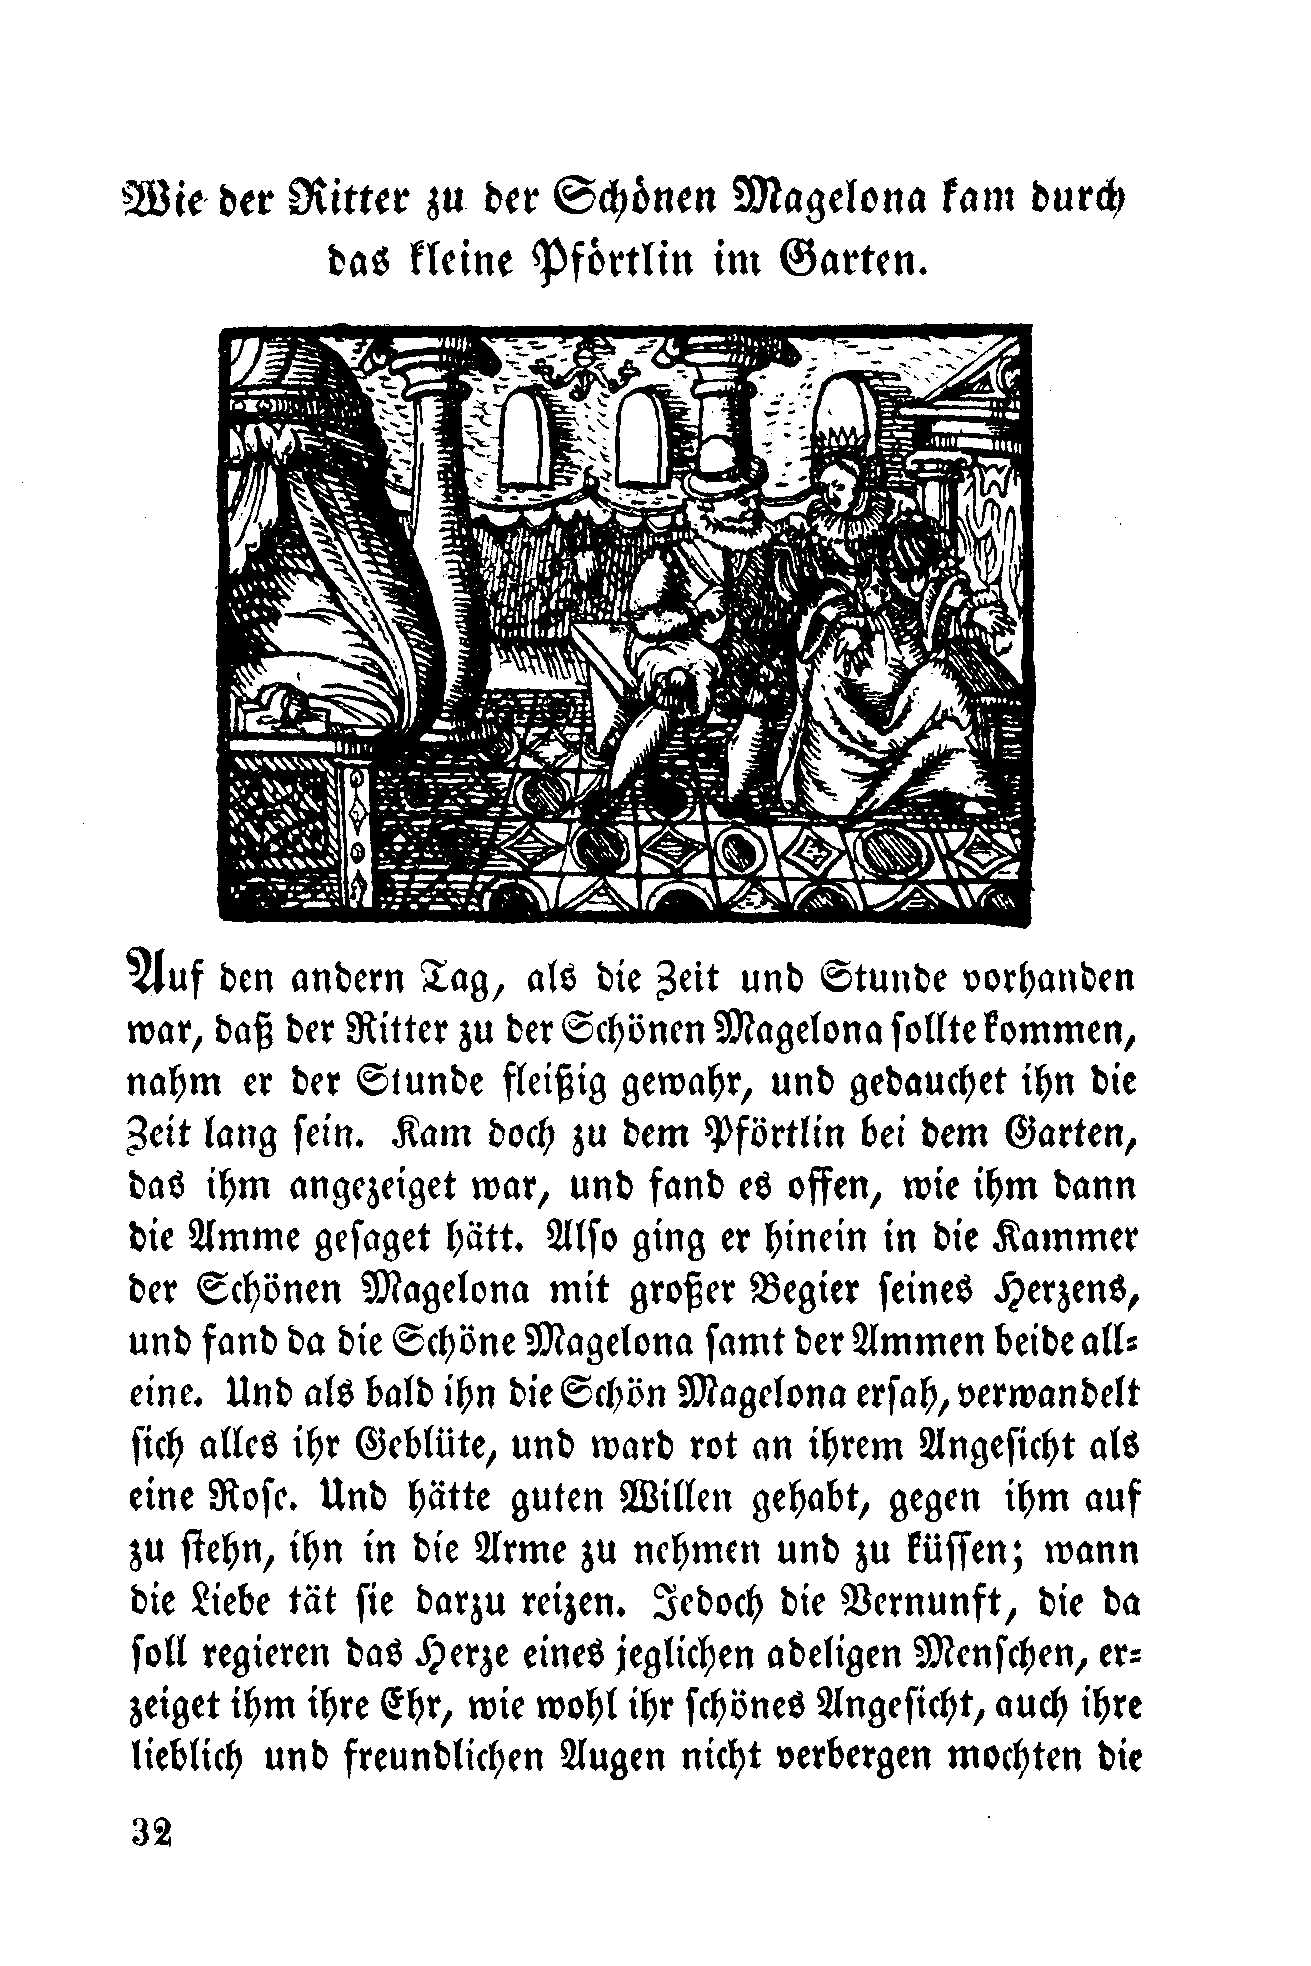 Wie der Ritter zu der Schönen Magelona kam durch
das kleine Pförtlin im Garten.
Auf den andern Tag, als die Zeit und Stunde vorhanden
war, daß der Ritter zu der Schönen Magelona ſollte kommen,
nahm er der Stunde fleißig gewahr, und gedauchet ihn die
Zeit lang ſein. Kam doch zu dem Pförtlin bei dem Garten,
das ihm angezeiget war, und fand es offen, wie ihm dann
die Amme geſaget hätt. Alſo ging er hinein in die Kammer
der Schönen Magelona mit großer Begier ſeines Herzens,
und fand da die Schöne Magelona ſamt der Ammen beide all⸗
eine. Und als bald ihn die Schön Magelona erſah, verwandelt
ſich alles ihr Geblüte, und ward rot an ihrem Angeſicht als
eine Roſe. Und hätte guten Willen gehabt, gegen ihm auf
zu ſtehn, ihn in die Arme zu nehmen und zu küſſen; wann
die Liebe tät ſie darzu reizen. Jedoch die Vernunft, die da
ſoll regieren das Herze eines jeglichen adeligen Menſchen, er⸗
zeiget ihm ihre Ehr, wie wohl ihr ſchönes Angeſicht, auch ihre
lieblich und freundlichen Augen nicht verbergen mochten die
32